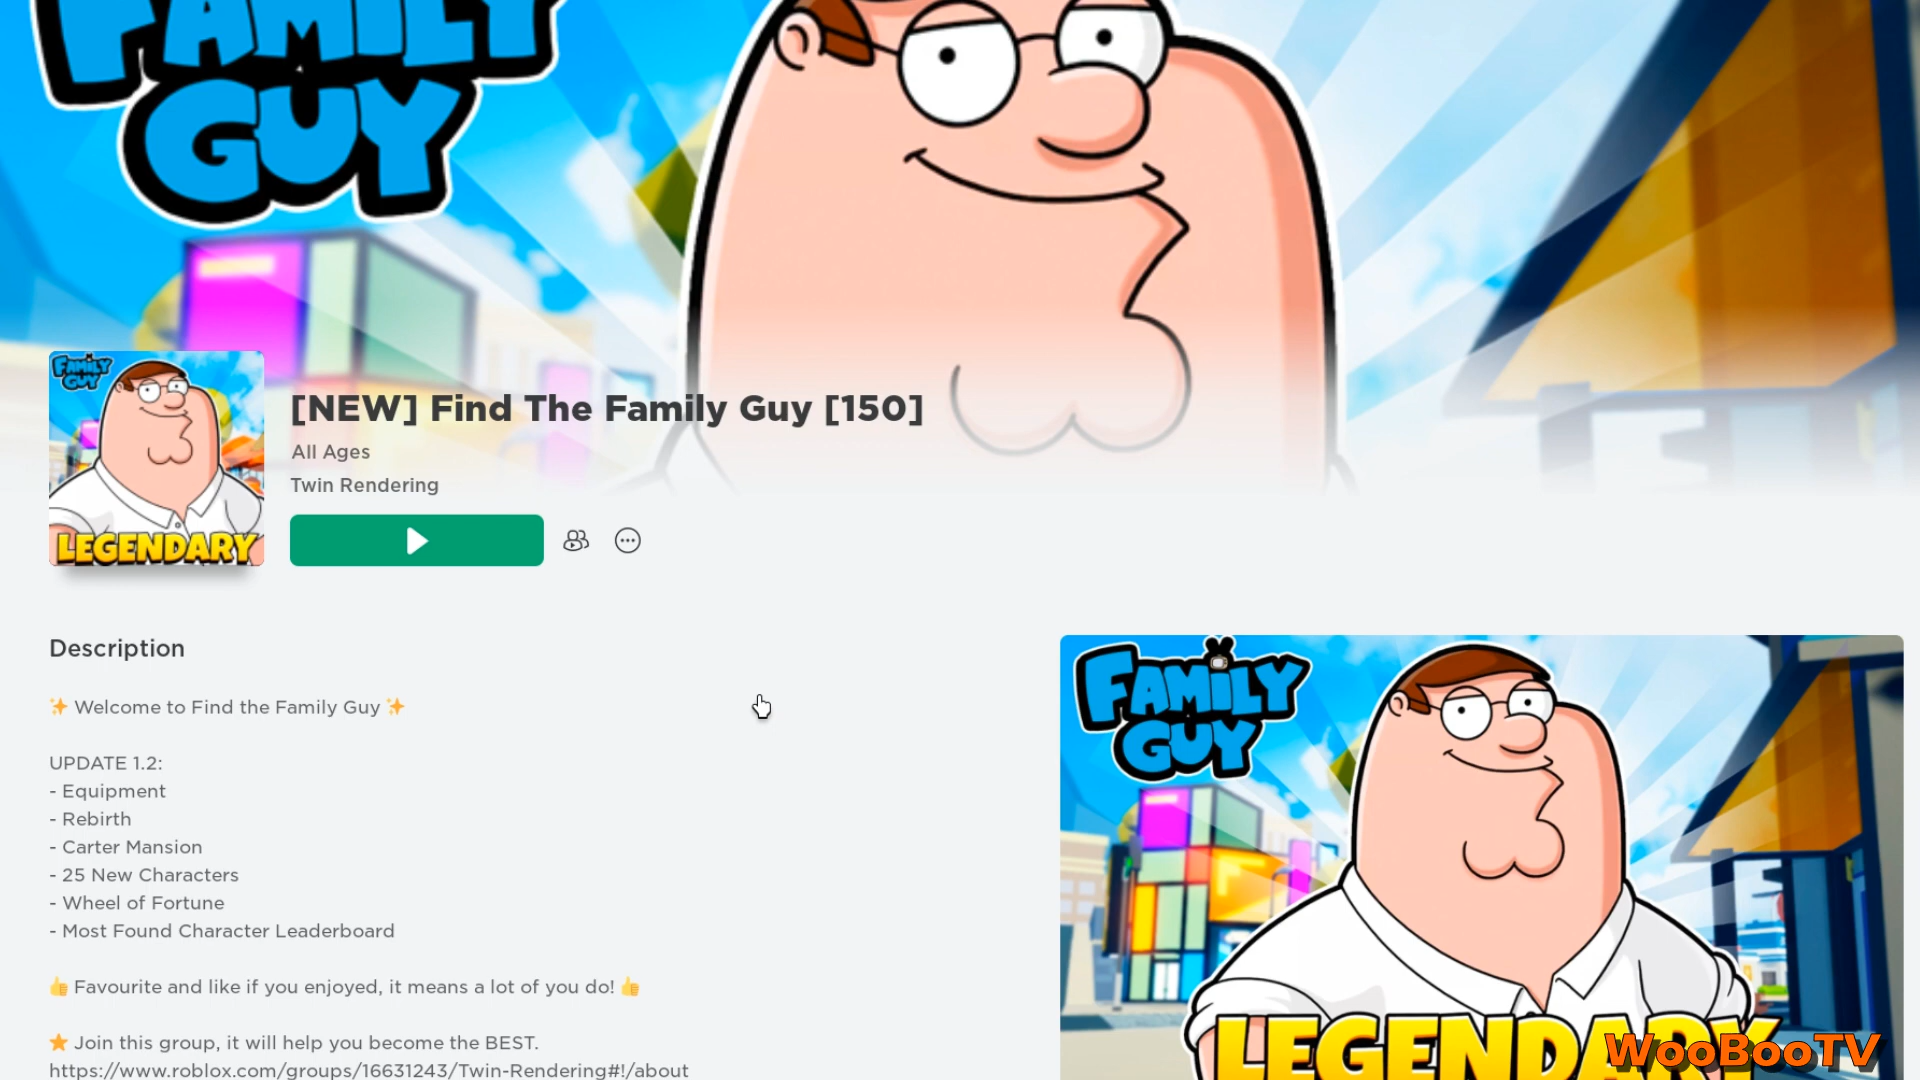 FAMILY
GUY
FAMILY
GUY
LEGENDARY
[NEW] Find The Family Guy [150]
All Ages
Twin Rendering
Description
✨ Welcome to Find the Family Guy ✨
UPDATE 1.2:
- Equipment
- Rebirth
- Carter Mansion
- 25 New Characters
- Wheel of Fortune
- Most Found Character Leaderboard
👍 Favourite and like if you enjoyed, it means a lot of you do! 👍
⭐ Join this group, it will help you become the BEST.
https://www.roblox.com/groups/16631243/Twin-Rendering#!/about
FAMILY
GUY
LEGENDARY
WooBooTV